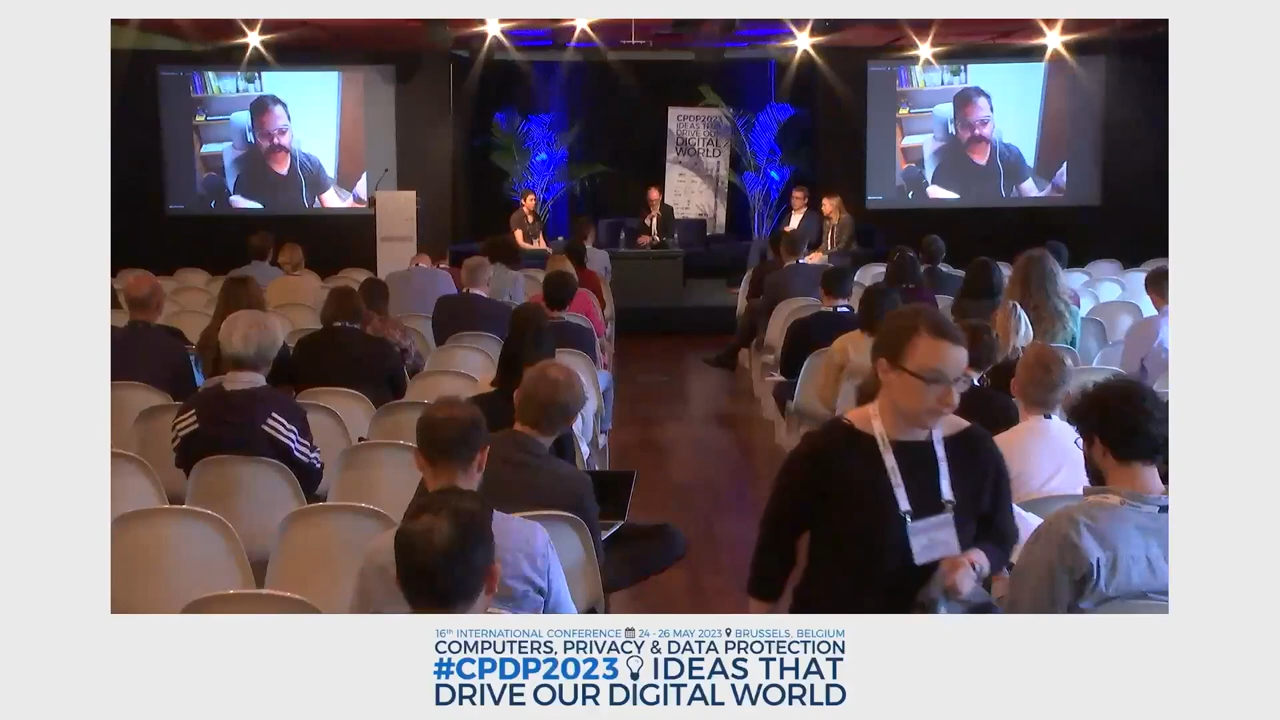 CPDP2023
IDEAS THAT
DRIVE OUR
DIGITAL
WORLD
16th INTERNATIONAL CONFERENCE 24 - 26 MAY 2023 BRUSSELS, BELGIUM
COMPUTERS, PRIVACY & DATA PROTECTION
#CPDP2023 IDEAS THAT
DRIVE OUR DIGITAL WORLD